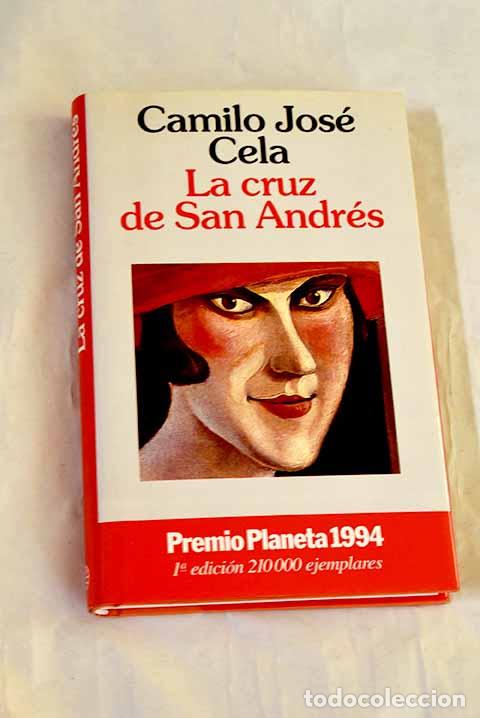 Camilo José
Cela
La cruz
de San Andrés
La cruz de San Andrés
Premio Planeta 1994
1ª edición 210 000 ejemplares
todocoleccion